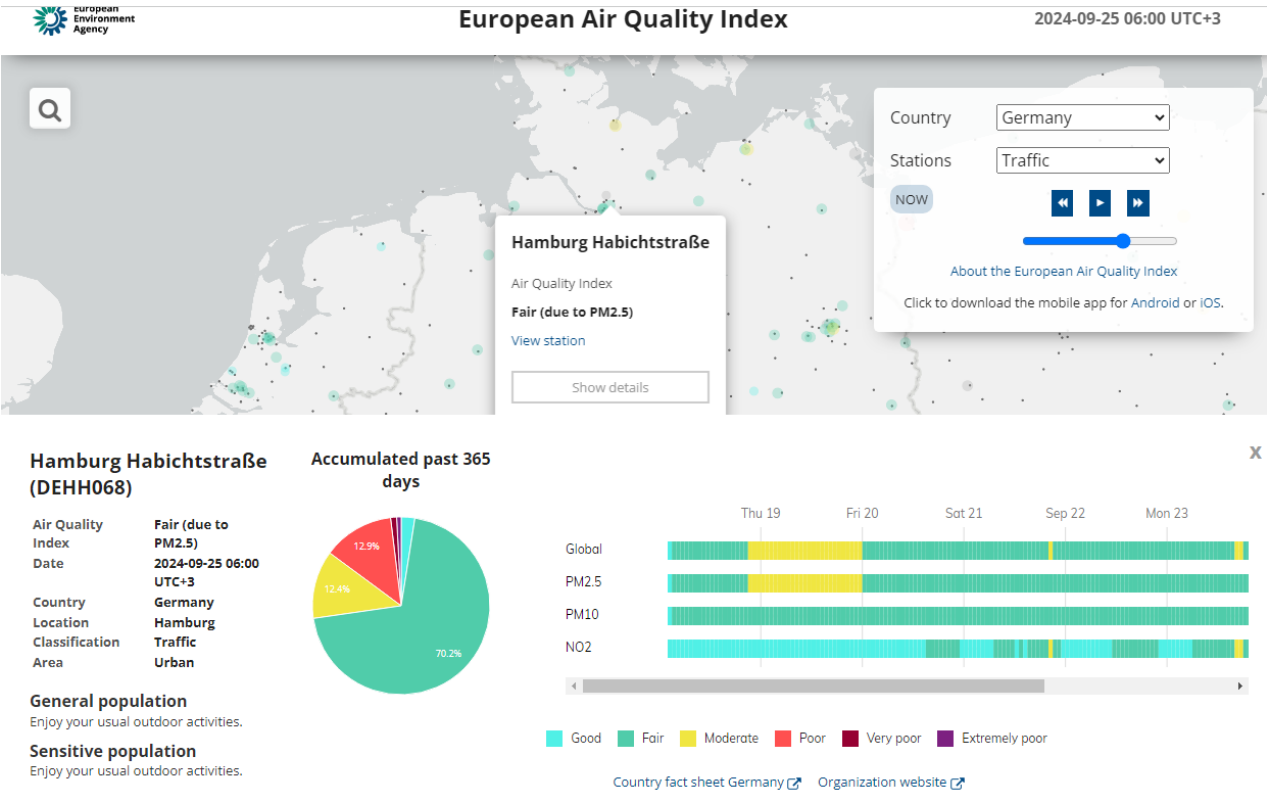 European
Environment
Agency
European Air Quality Index
2024-09-25 06:00 UTC+3
Country
Germany
Stations
Traffic
NOW
About the European Air Quality Index
Click to download the mobile app for Android or iOS.
Hamburg Habichtstraße
Air Quality Index
Fair (due to PM2.5)
View station
Show details
X
Hamburg Habichtstraße
(DEHH068)
Air Quality Index
Fair (due to PM2.5)
Date
2024-09-25 06:00 UTC+3
Country
Germany
Location
Hamburg
Classification
Traffic
Area
Urban
General population
Enjoy your usual outdoor activities.
Sensitive population
Enjoy your usual outdoor activities.
Accumulated past 365
days
12.9%
12.4%
70.2%
Thu 19
Fri 20
Sat 21
Sep 22
Mon 23
Global
PM2.5
PM10
NO2
Good
Fair
Moderate
Poor
Very poor
Extremely poor
Country fact sheet Germany
Organization website